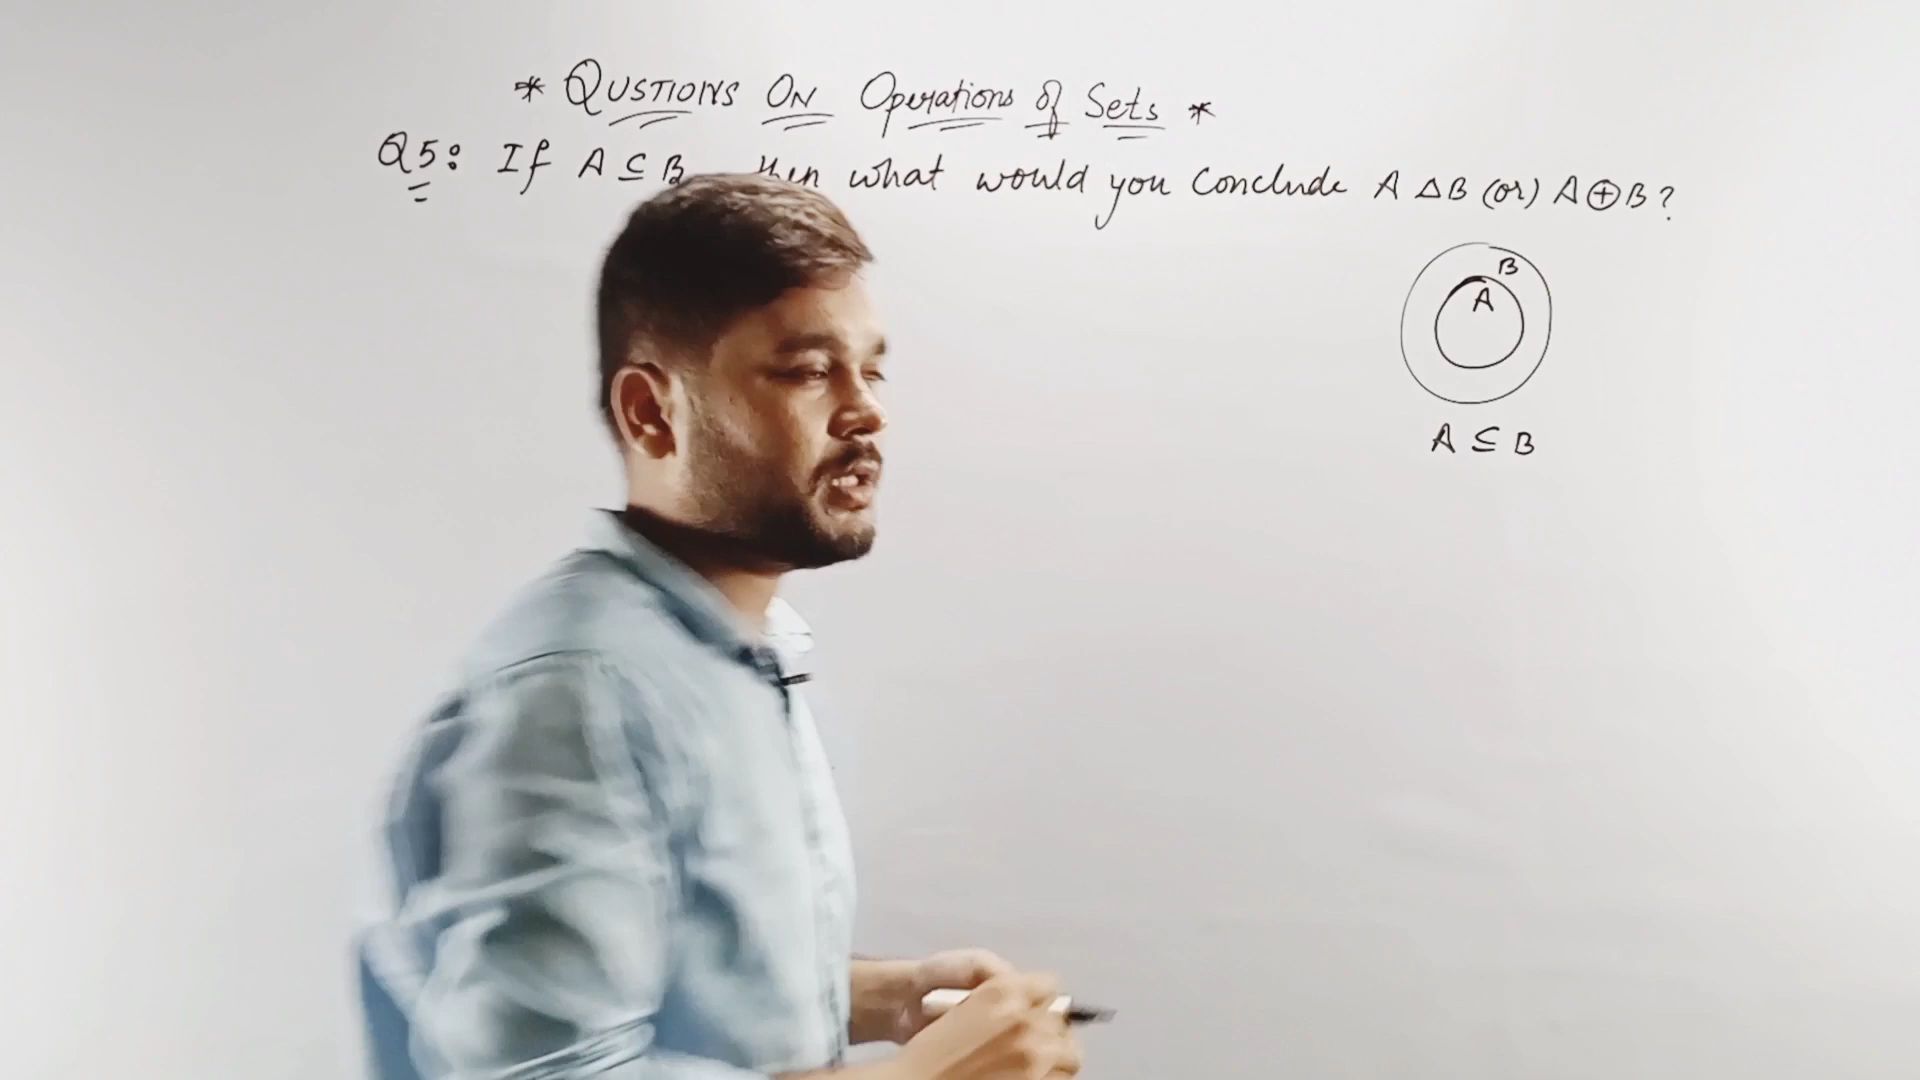 * QUSTIONS ON Operations of Sets *
Q5: If A ⊆ B then what would you Conclude A △ B (or) A ⊕ B?
B
A
A ⊆ B